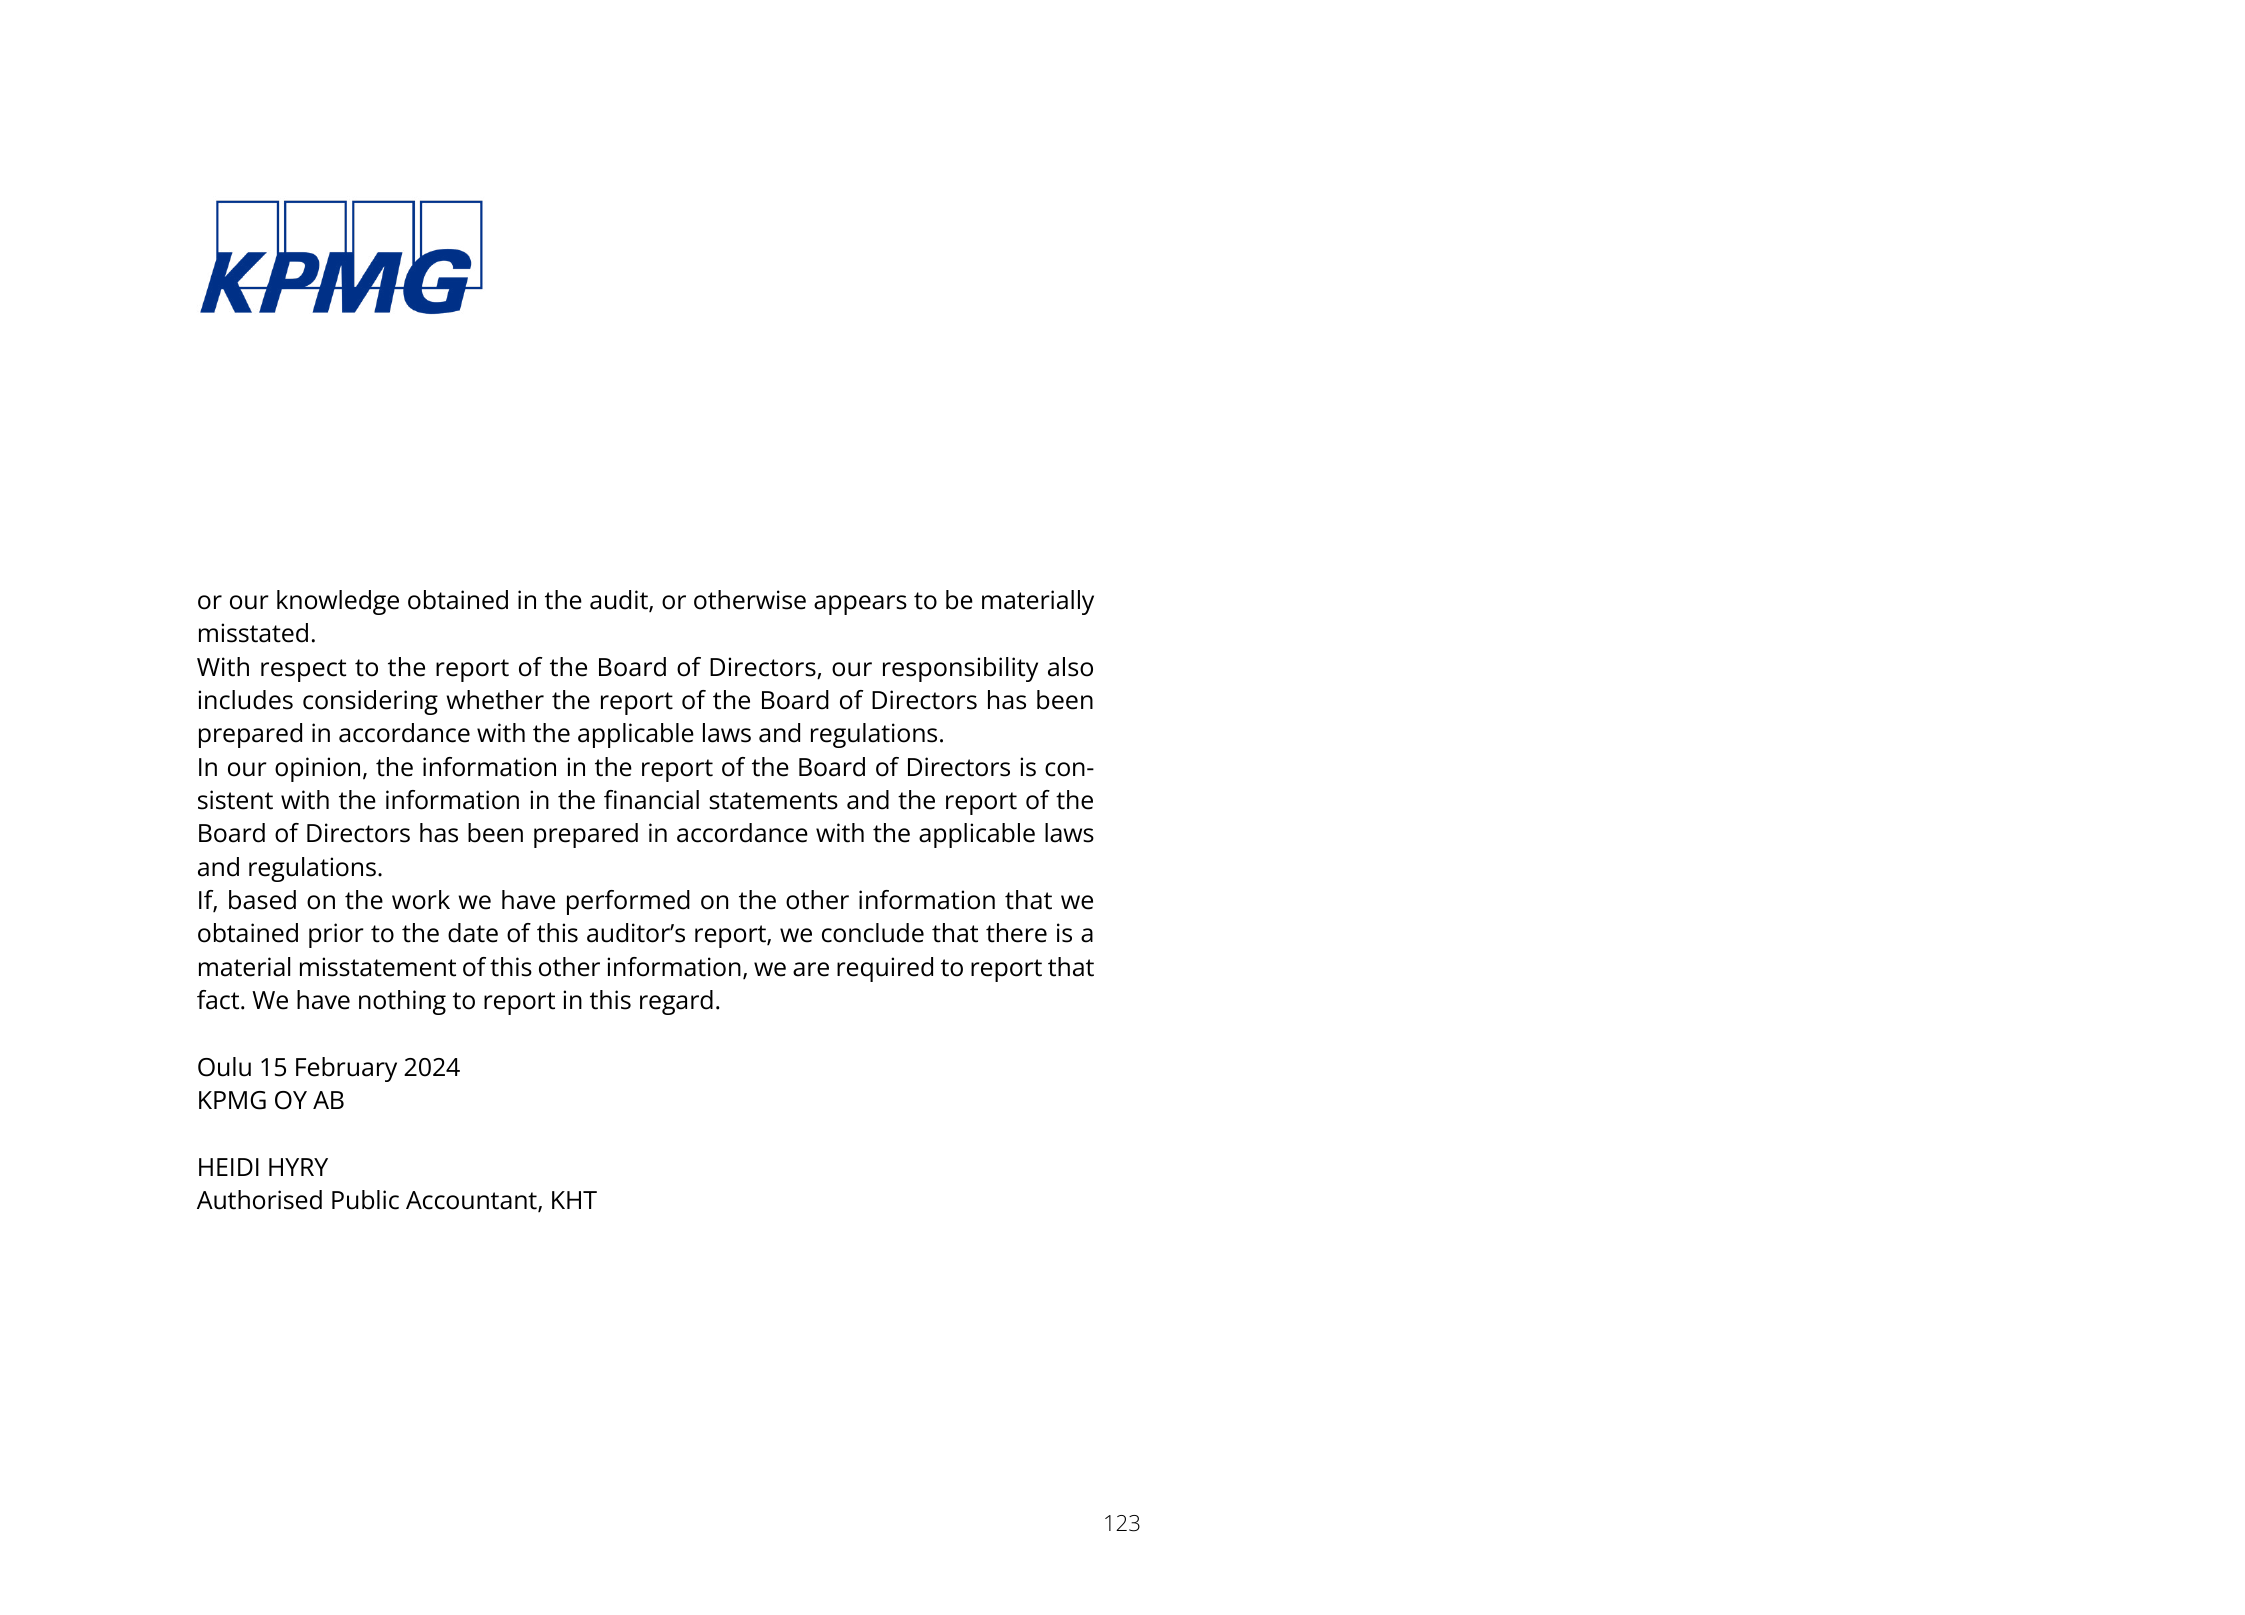 KPMG
or our knowledge obtained in the audit, or otherwise appears to be materially
misstated.
With respect to the report of the Board of Directors, our responsibility also
includes considering whether the report of the Board of Directors has been
prepared in accordance with the applicable laws and regulations.
In our opinion, the information in the report of the Board of Directors is con-
sistent with the information in the financial statements and the report of the
Board of Directors has been prepared in accordance with the applicable laws
and regulations.
If, based on the work we have performed on the other information that we
obtained prior to the date of this auditor’s report, we conclude that there is a
material misstatement of this other information, we are required to report that
fact. We have nothing to report in this regard.
Oulu 15 February 2024
KPMG OY AB
HEIDI HYRY
Authorised Public Accountant, KHT
123